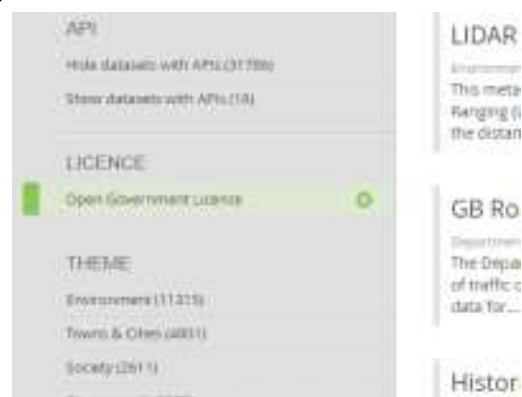 API
Hide datasets with APIs (31786)
Show datasets with APIs (18)
LICENCE
Open Government Licence
THEME
Environment (11315)
Towns & Cities (4801)
Society (2611)
LIDAR
This meta
Ranging (
the distan
GB Ro
The Depa
of traffic c
data for...
Histor